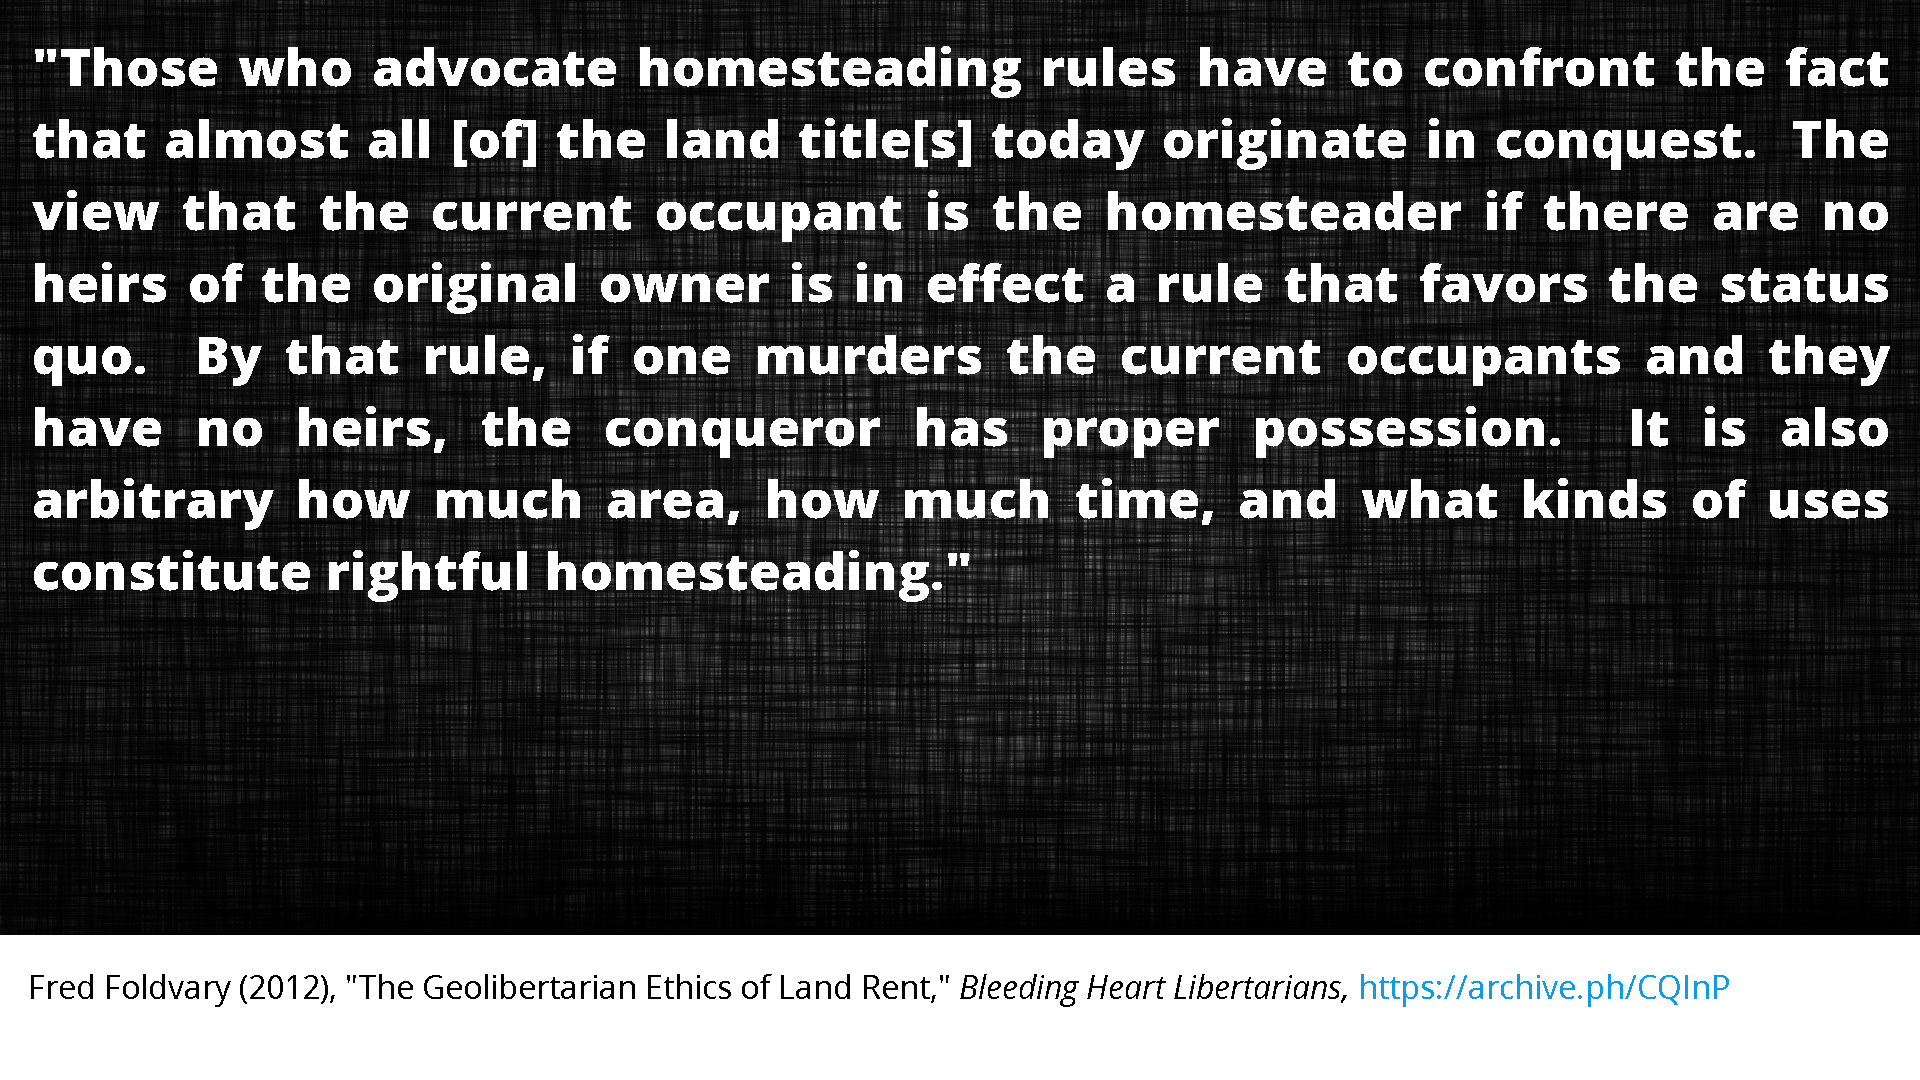 "Those who advocate homesteading rules have to confront the fact
that almost all [of] the land title[s] today originate in conquest. The
view that the current occupant is the homesteader if there are no
heirs of the original owner is in effect a rule that favors the status
quo. By that rule, if one murders the current occupants and they
have no heirs, the conqueror has proper possession. It is also
arbitrary how much area, how much time, and what kinds of uses
constitute rightful homesteading."
Fred Foldvary (2012), "The Geolibertarian Ethics of Land Rent," Bleeding Heart Libertarians, https://archive.ph/CQInP